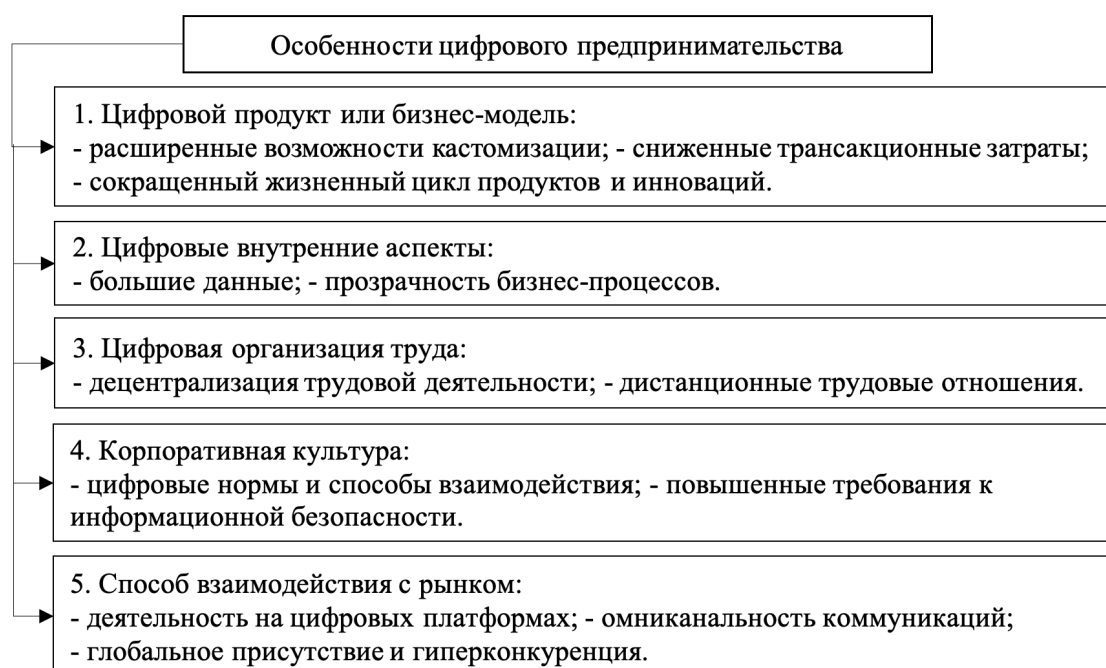 Особенности цифрового предпринимательства
1. Цифровой продукт или бизнес-модель:
- расширенные возможности кастомизации; - сниженные трансакционные затраты;
- сокращенный жизненный цикл продуктов и инноваций.
2. Цифровые внутренние аспекты:
- большие данные; - прозрачность бизнес-процессов.
3. Цифровая организация труда:
- децентрализация трудовой деятельности; - дистанционные трудовые отношения.
4. Корпоративная культура:
- цифровые нормы и способы взаимодействия; - повышенные требования к
информационной безопасности.
5. Способ взаимодействия с рынком:
- деятельность на цифровых платформах; - омниканальность коммуникаций;
- глобальное присутствие и гиперконкуренция.